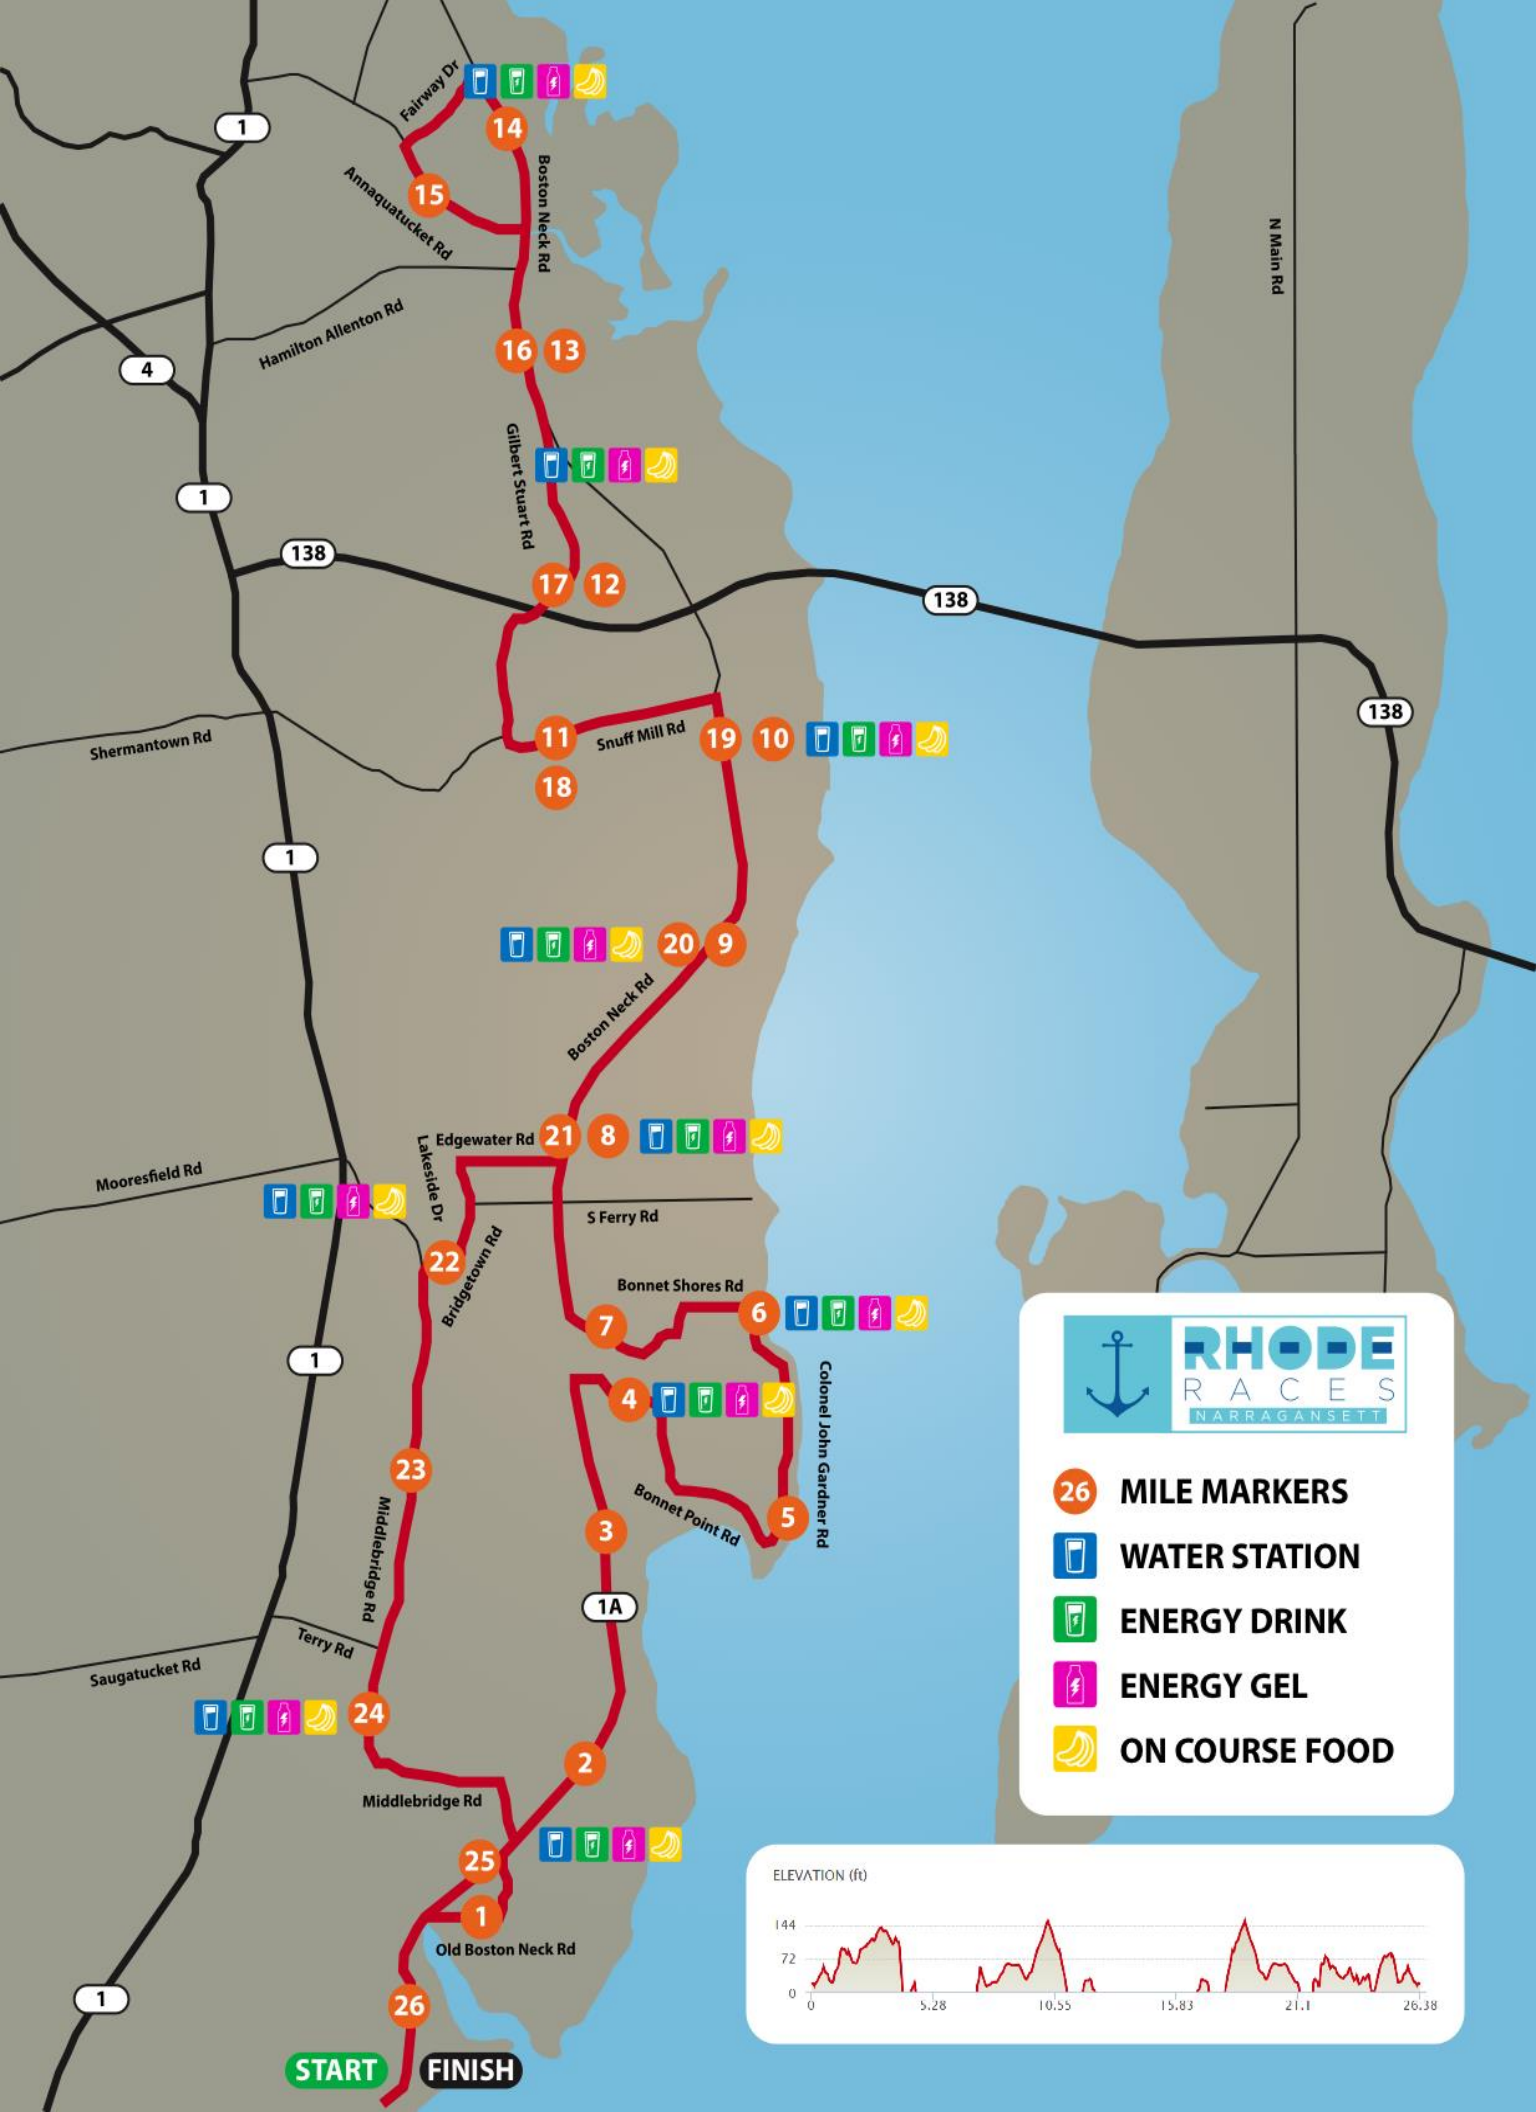 Fairway Dr
1
14
Boston Neck Rd
Annaquatucket Rd
15
N Main Rd
Hamilton Allenton Rd
16
13
4
Gilbert Stuart Rd
1
138
17
12
138
138
Shermantown Rd
11
Snuff Mill Rd
19
10
18
1
20
9
Boston Neck Rd
Edgewater Rd
21
8
Lakeside Dr
Mooresfield Rd
S Ferry Rd
22
Bridgetown Rd
Bonnet Shores Rd
6
7
1
Colonel John Gardner Rd
4
RHODE
RACES
NARRAGANSETT
23
26 MILE MARKERS
Middlebridge Rd
Bonnet Point Rd
5
3
WATER STATION
1A
ENERGY DRINK
Terry Rd
Saugatucket Rd
ENERGY GEL
24
ON COURSE FOOD
2
Middlebridge Rd
25
1
Old Boston Neck Rd
ELEVATION (ft)
144
72
0
0 5.28 10.55 15.83 21.1 26.38
1
26
START
FINISH